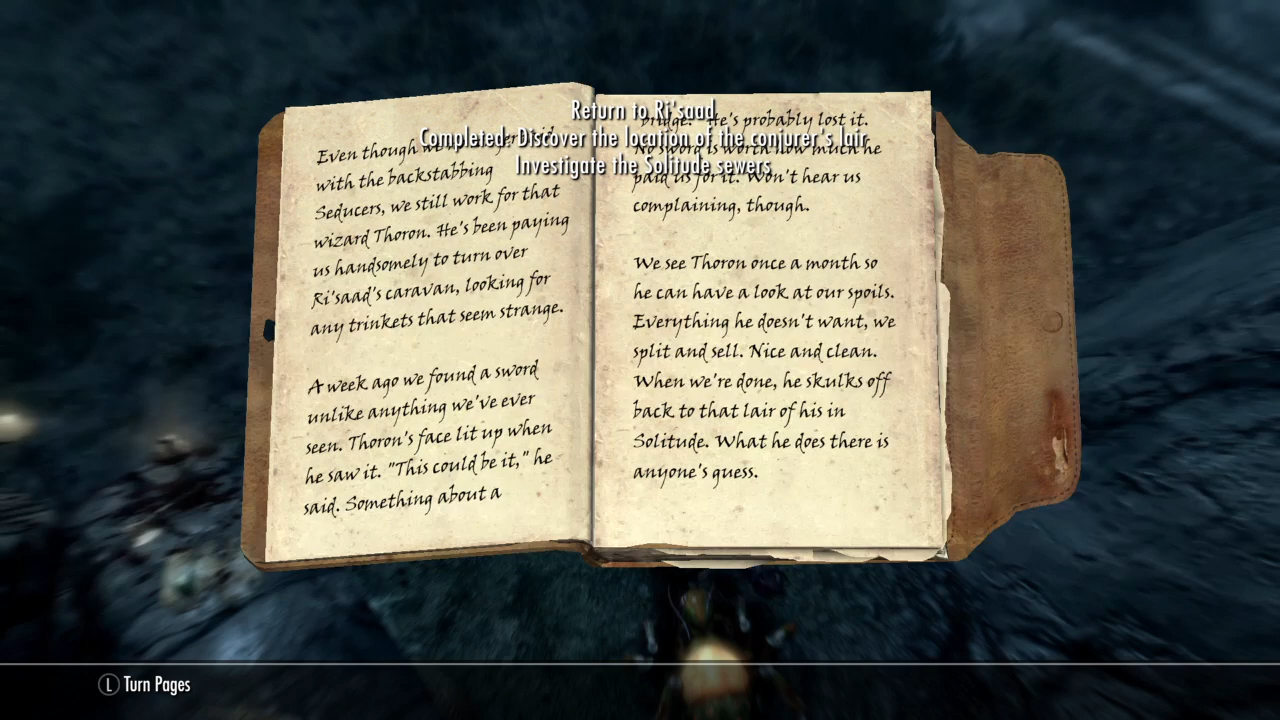 Return to Ri'saad
Completed: Discover the location of the conjurer's lair
Investigate the Solitude sewers
Even though
with the backstabbing
Seducers, we still work for that
wizard Thoron. He's been paying
us handsomely to turn over
Ri'saad's caravan, looking for
any trinkets that seem strange.
A week ago we found a sword
unlike anything we've ever
seen. Thoron's face lit up when
he saw it. "This could be it," he
said. Something about a
bridge." He's probably lost it.
No sword is worth how much he
paid us for it. Won't hear us
complaining, though.
We see Thoron once a month so
he can have a look at our spoils.
Everything he doesn't want, we
split and sell. Nice and clean.
When we're done, he skulks off
back to that lair of his in
Solitude. What he does there is
anyone's guess.
L Turn Pages